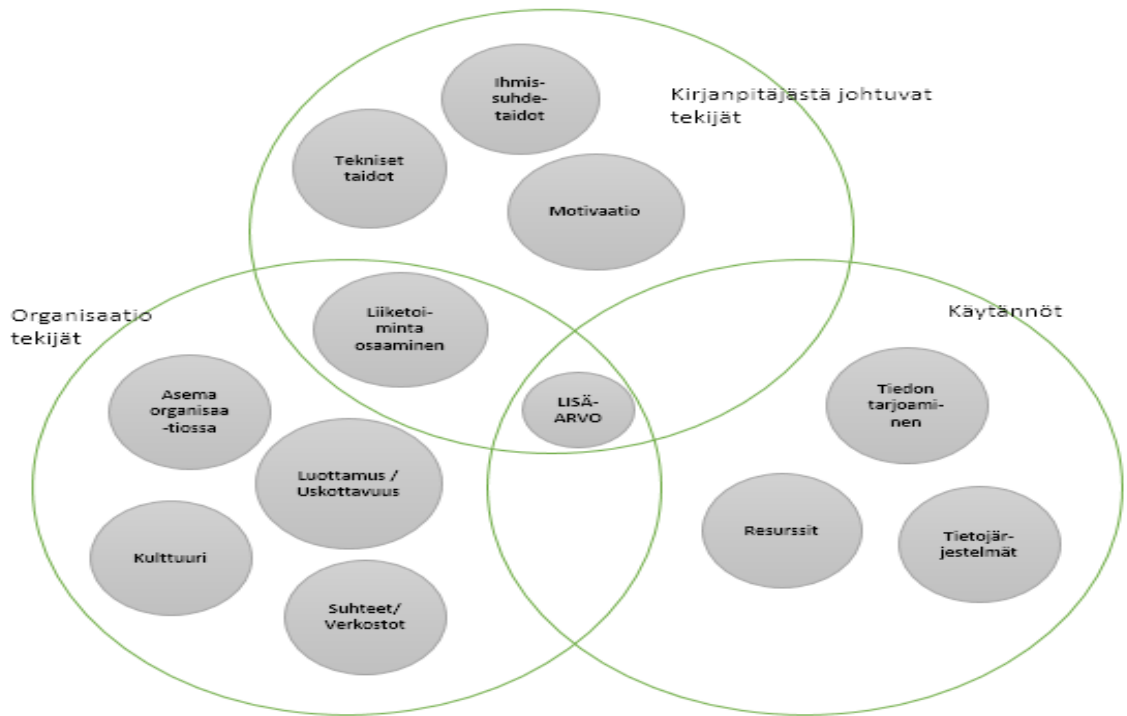 Ihmis-
suhde-
taidot
Kirjanpitäjästä johtuvat
tekijät
Tekniset
taidot
Motivaatio
Organisaatio
tekijät
Liiketoi-
minta
osaaminen
Käytännöt
Asema
organisaa
-tiossa
LISÄ-
ARVO
Tiedon
tarjoami-
nen
Luottamus /
Uskottavuus
Kulttuuri
Resurssit
Tietojär-
jestelmät
Suhteet/
Verkostot